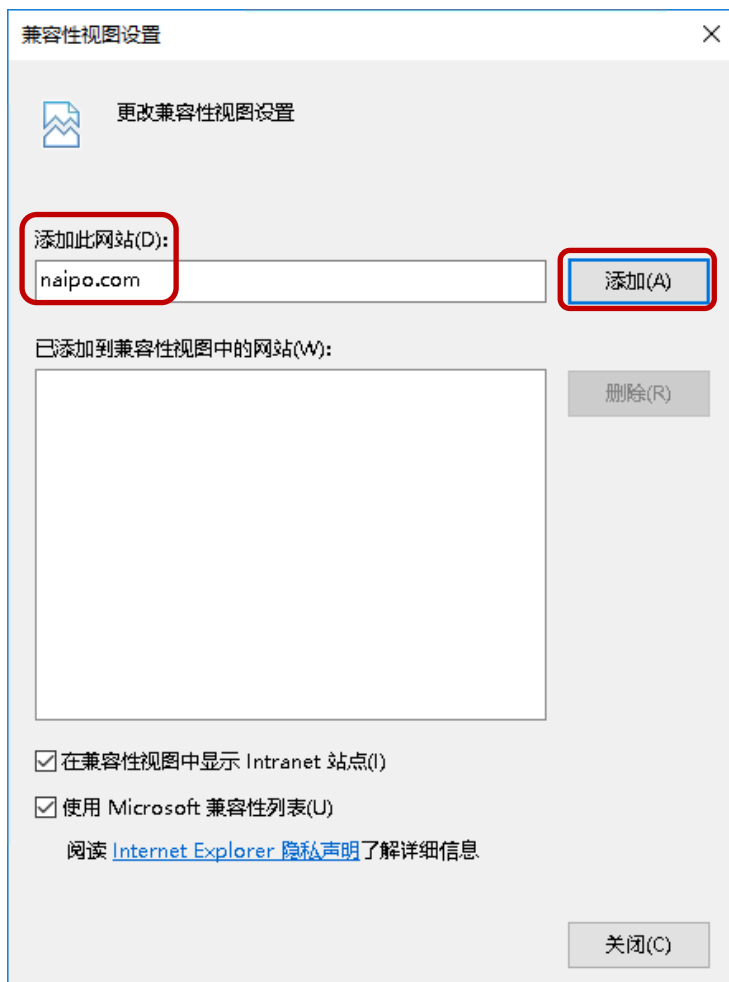 兼容性视图设置
更改兼容性视图设置
添加此网站(D):
naipo.com
添加(A)
已添加到兼容性视图中的网站(W):
删除(R)
在兼容性视图中显示 Intranet 站点(I)
使用 Microsoft 兼容性列表(U)
阅读 Internet Explorer 隐私声明了解详细信息
关闭(C)